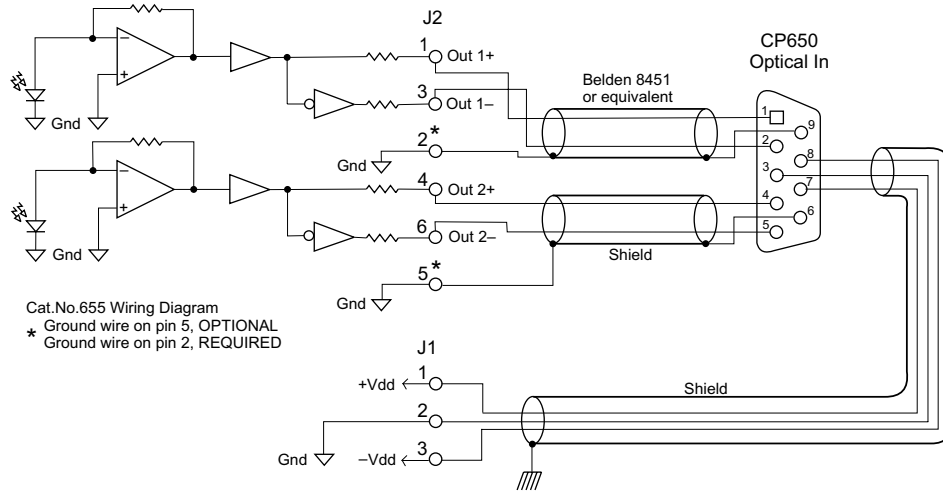 J2
CP650
Optical In
1 Out 1+
Belden 8451
or equivalent
3 Out 1–
Gnd
1
9
2*
2
Gnd
8
3
4 Out 2+
7
4
6 Out 2–
6
5
Gnd
Shield
5*
Gnd
Cat.No.655 Wiring Diagram
* Ground wire on pin 5, OPTIONAL
Ground wire on pin 2, REQUIRED
J1
+Vdd 1
Shield
2
Gnd
–Vdd 3